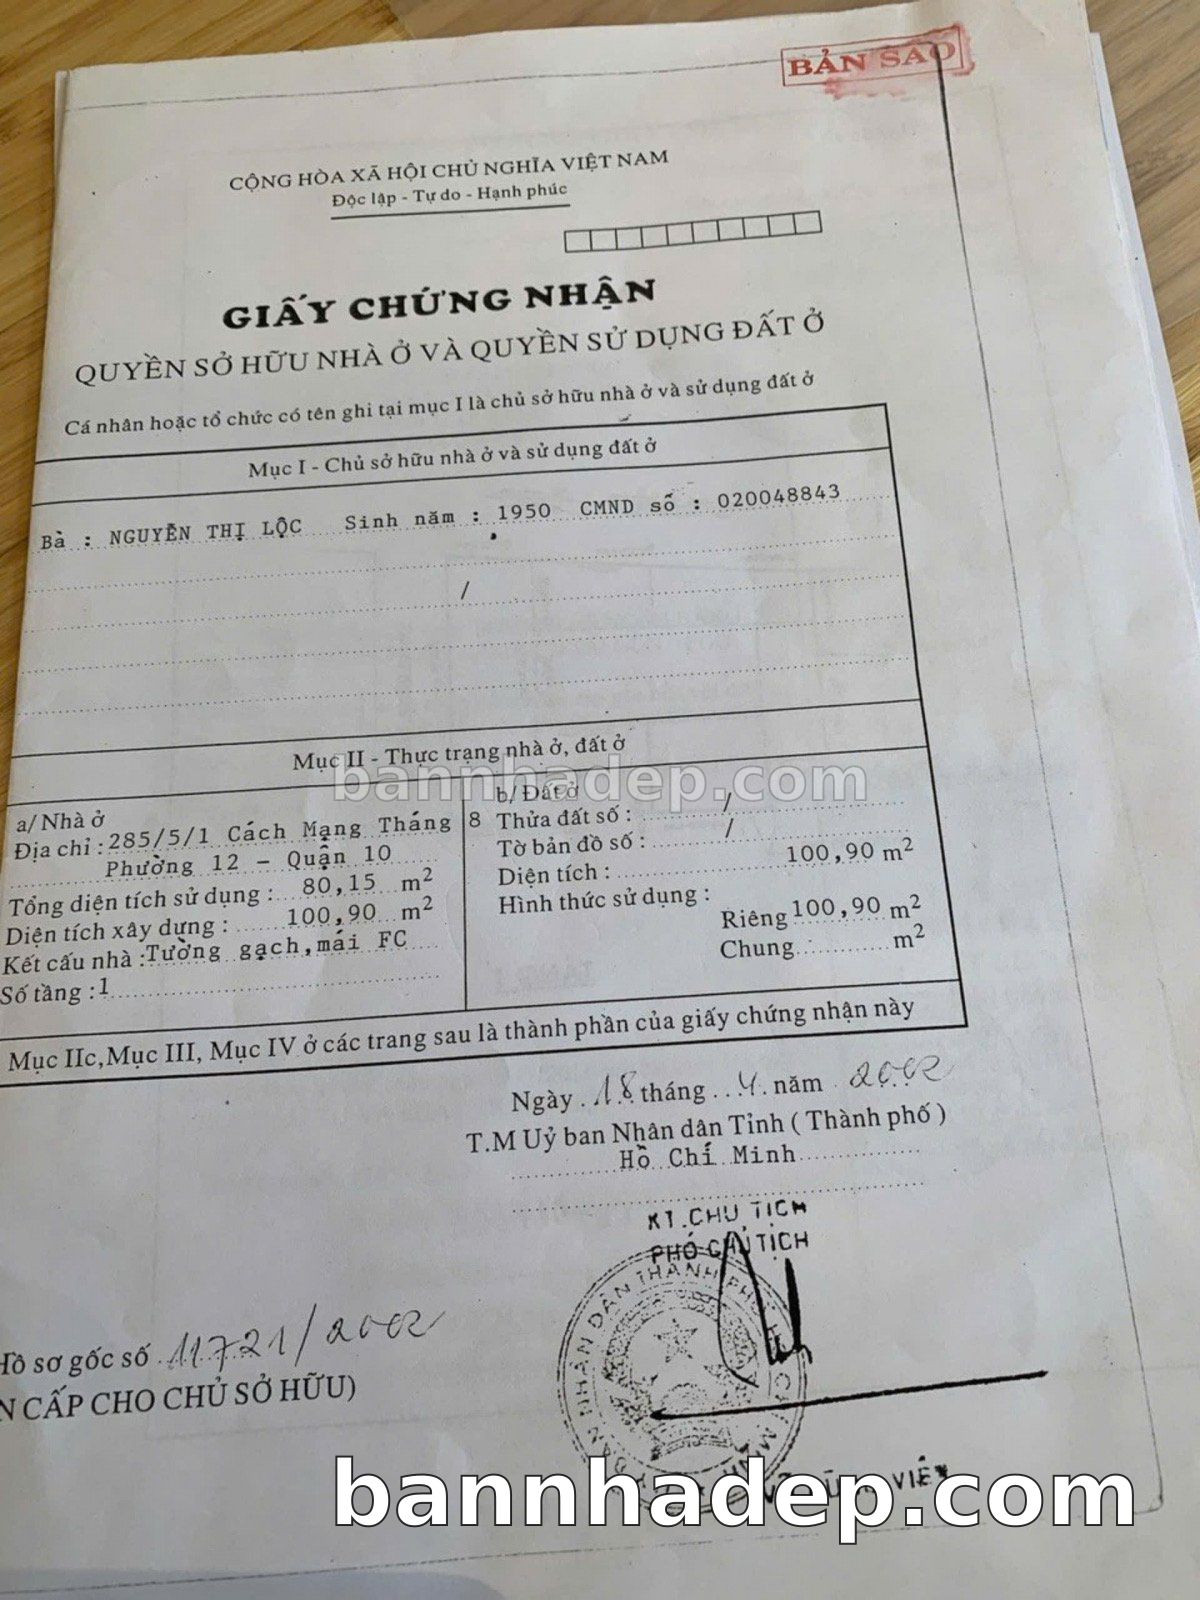 BẢN SAO
CỘNG HÒA XÃ HỘI CHỦ NGHĨA VIỆT NAM
Độc lập - Tự do - Hạnh phúc
GIẤY CHỨNG NHẬN
QUYỀN SỞ HỮU NHÀ Ở VÀ QUYỀN SỬ DỤNG ĐẤT Ở
Cá nhân hoặc tổ chức có tên ghi tại mục I là chủ sở hữu nhà ở và sử dụng đất ở
Mục I - Chủ sở hữu nhà ở và sử dụng đất ở
Bà : NGUYỄN THỊ LỘC Sinh năm : 1950 CMND số : 020048843
/
Mục II - Thực trạng nhà ở, đất ở
bannhadep.com
a/ Nhà ở
Địa chỉ : 285/5/1 Cách Mạng Tháng 8
Phường 12 - Quận 10
Tổng diện tích sử dụng : 80,15 m2
Diện tích xây dựng : 100,90 m2
Kết cấu nhà : Tường gạch, mái FC
Số tầng : 1
b/ Đất ở
Thửa đất số : /
Tờ bản đồ số : /
Diện tích : 100,90 m2
Hình thức sử dụng :
Riêng 100,90 m2
Chung : m2
Mục IIc, Mục III, Mục IV ở các trang sau là thành phần của giấy chứng nhận này
Ngày 18 tháng 4 năm 2002
T.M Uỷ ban Nhân dân Tỉnh ( Thành phố )
Hồ Chí Minh
KT. CHỦ TỊCH
PHÓ CHỦ TỊCH
Hồ sơ gốc số 11721/2002
N CẤP CHO CHỦ SỞ HỮU)
bannhadep.com